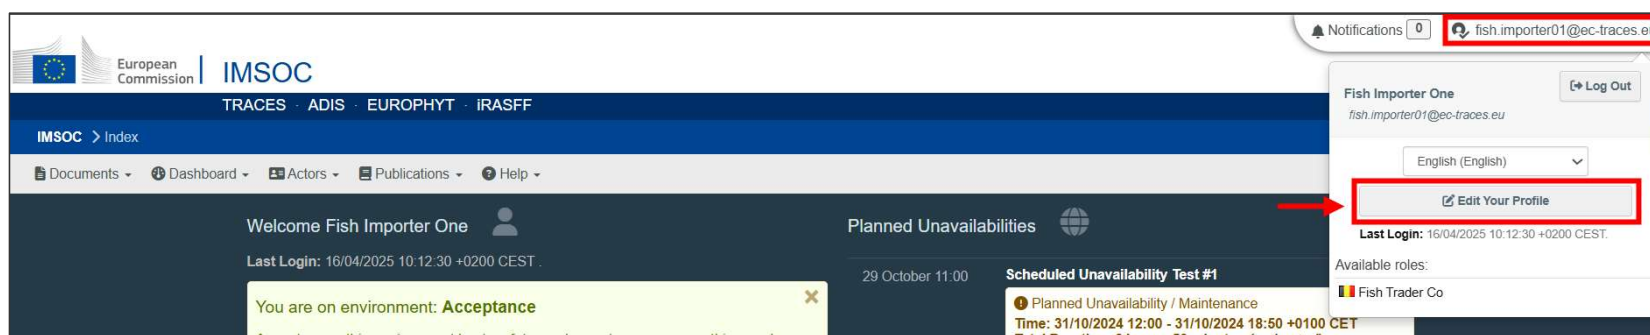 Notifications 0 fish.importer01@ec-traces.e
European
Commission
IMSOC
Log Out
Fish Importer One
fish.importer01@ec-traces.eu
TRACES · ADIS · EUROPHYT · iRASFF
IMSOC > Index
English (English)
Documents Dashboard Actors Publications Help
Edit Your Profile
Welcome Fish Importer One
Planned Unavailabilities
Last Login: 16/04/2025 10:12:30 +0200 CEST.
Last Login: 16/04/2025 10:12:30 +0200 CEST .
Available roles:
29 October 11:00 Scheduled Unavailability Test #1
Fish Trader Co
You are on environment: Acceptance
Planned Unavailability / Maintenance
Time: 31/10/2024 12:00 - 31/10/2024 18:50 +0100 CET